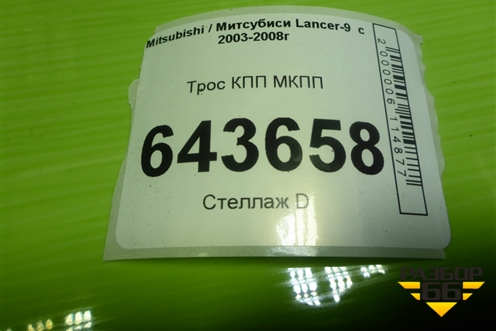 Mitsubishi / Митсубиси Lancer-9 с
2003-2008г
Трос КПП МКПП
643658
Стеллаж D
2000006114877
РАЗБОР
66